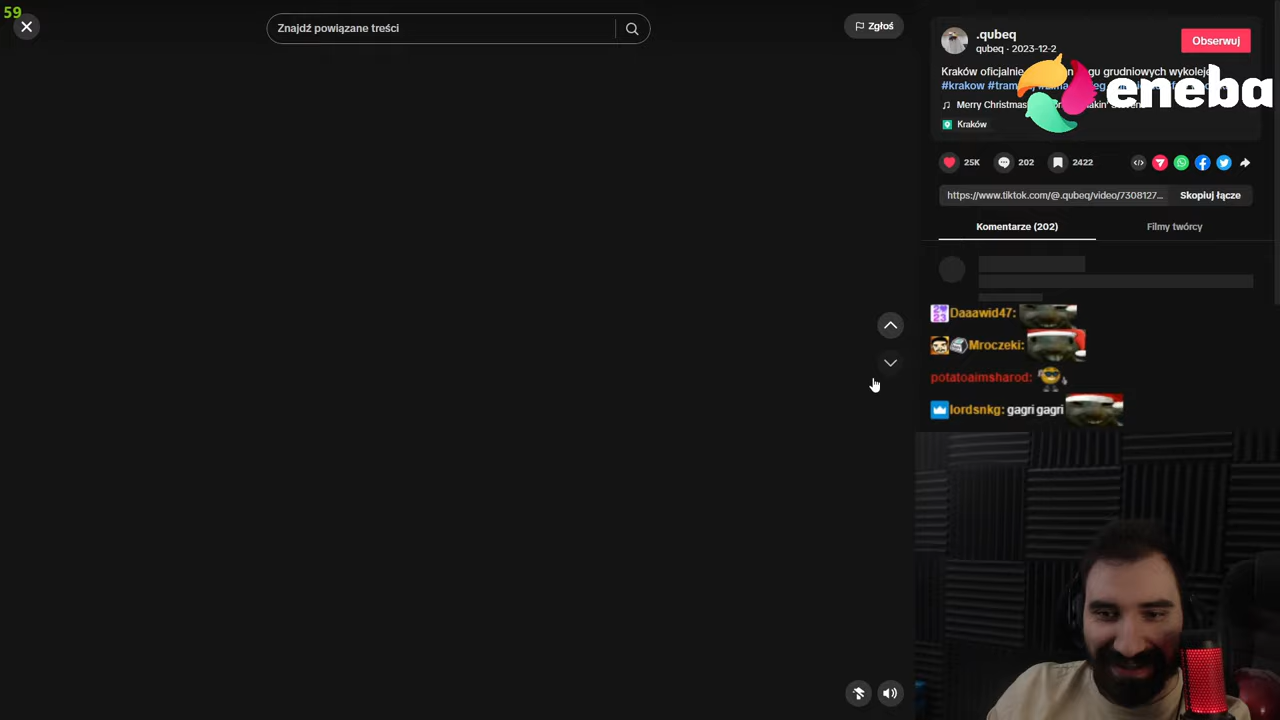 59
Znajdź powiązane treści
Zgłoś
.qubeq
qubeq · 2023-12-2
Obserwuj
Kraków oficjalnie gu grudniowych wykoleje
#krakow
eneba
Merry Christmas
Kraków
25K
202
2422
https://www.tiktok.com/@.qubeq/video/7308127...
Skopiuj łącze
Komentarze (202)
Filmy twórcy
Daaawid47:
Mroczeki:
potatoaimsharod:
lordsnkg: gagri gagri